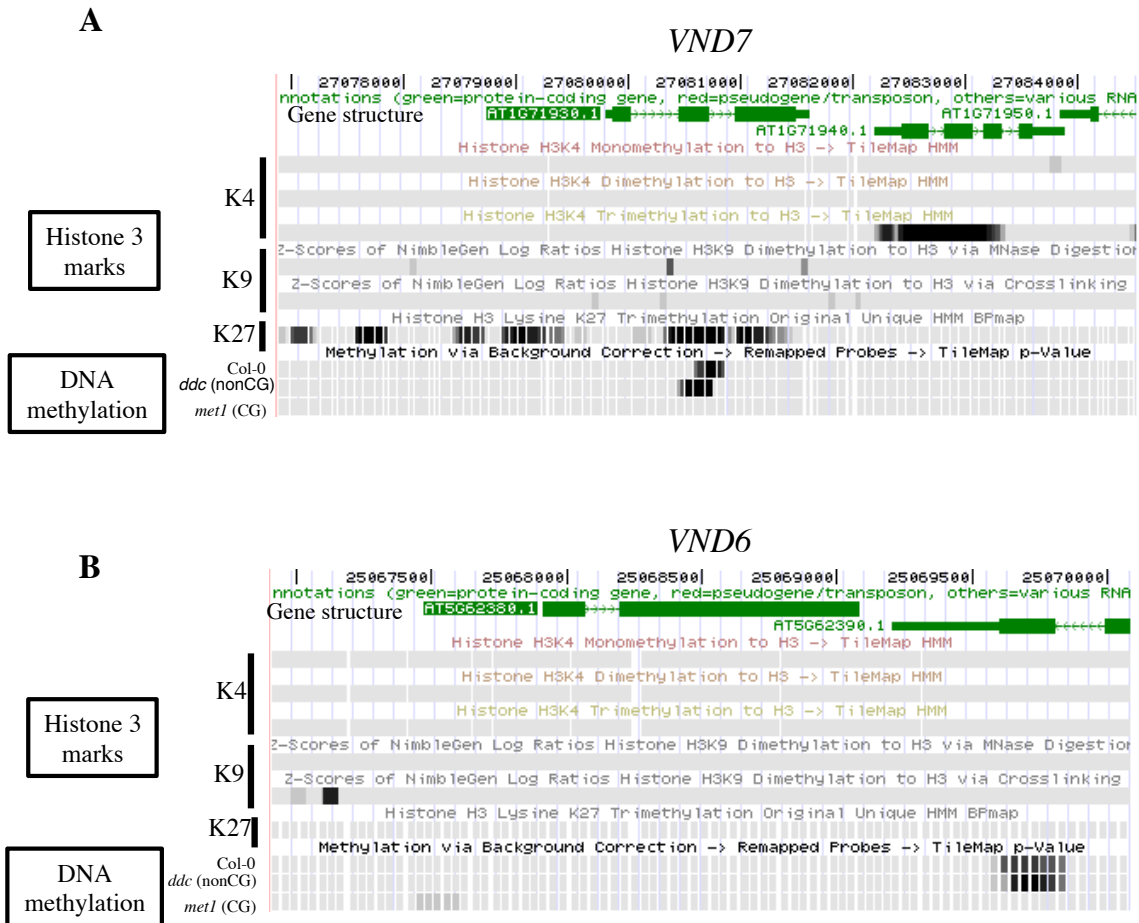 A
VND7
27078000| 27079000| 27080000| 27081000| 27082000| 27083000| 27084000|
nnotations (green=protein-coding gene, red=pseudogene/transposon, others=various RNA
Gene structure
AT1G71930.1
AT1G71950.1
AT1G71940.1
Histone H3K4 Monomethylation to H3 -> TileMap HMM
Histone H3K4 Dimethylation to H3 -> TileMap HMM
K4
Histone H3K4 Trimethylation to H3 -> TileMap HMM
Histone 3
marks
Z-Scores of NimbleGen Log Ratios Histone H3K9 Dimethylation to H3 via MNase Digestion
K9
Z-Scores of NimbleGen Log Ratios Histone H3K9 Dimethylation to H3 via Crosslinking
Histone H3 Lysine K27 Trimethylation Original Unique HMM BPmap
K27
Methylation via Background Correction -> Remapped Probes -> TileMap p-Value
DNA
methylation
Col-0
ddc (nonCG)
met1 (CG)
B
VND6
25067500| 25068000| 25068500| 25069000| 25069500| 25070000|
nnotations (green=protein-coding gene, red=pseudogene/transposon, others=various RNA
Gene structure
AT5G62380.1
AT5G62390.1
Histone H3K4 Monomethylation to H3 -> TileMap HMM
Histone H3K4 Dimethylation to H3 -> TileMap HMM
K4
Histone H3K4 Trimethylation to H3 -> TileMap HMM
Histone 3
marks
Z-Scores of NimbleGen Log Ratios Histone H3K9 Dimethylation to H3 via MNase Digestion
K9
Z-Scores of NimbleGen Log Ratios Histone H3K9 Dimethylation to H3 via Crosslinking
Histone H3 Lysine K27 Trimethylation Original Unique HMM BPmap
K27
Methylation via Background Correction -> Remapped Probes -> TileMap p-Value
DNA
methylation
Col-0
ddc (nonCG)
met1 (CG)